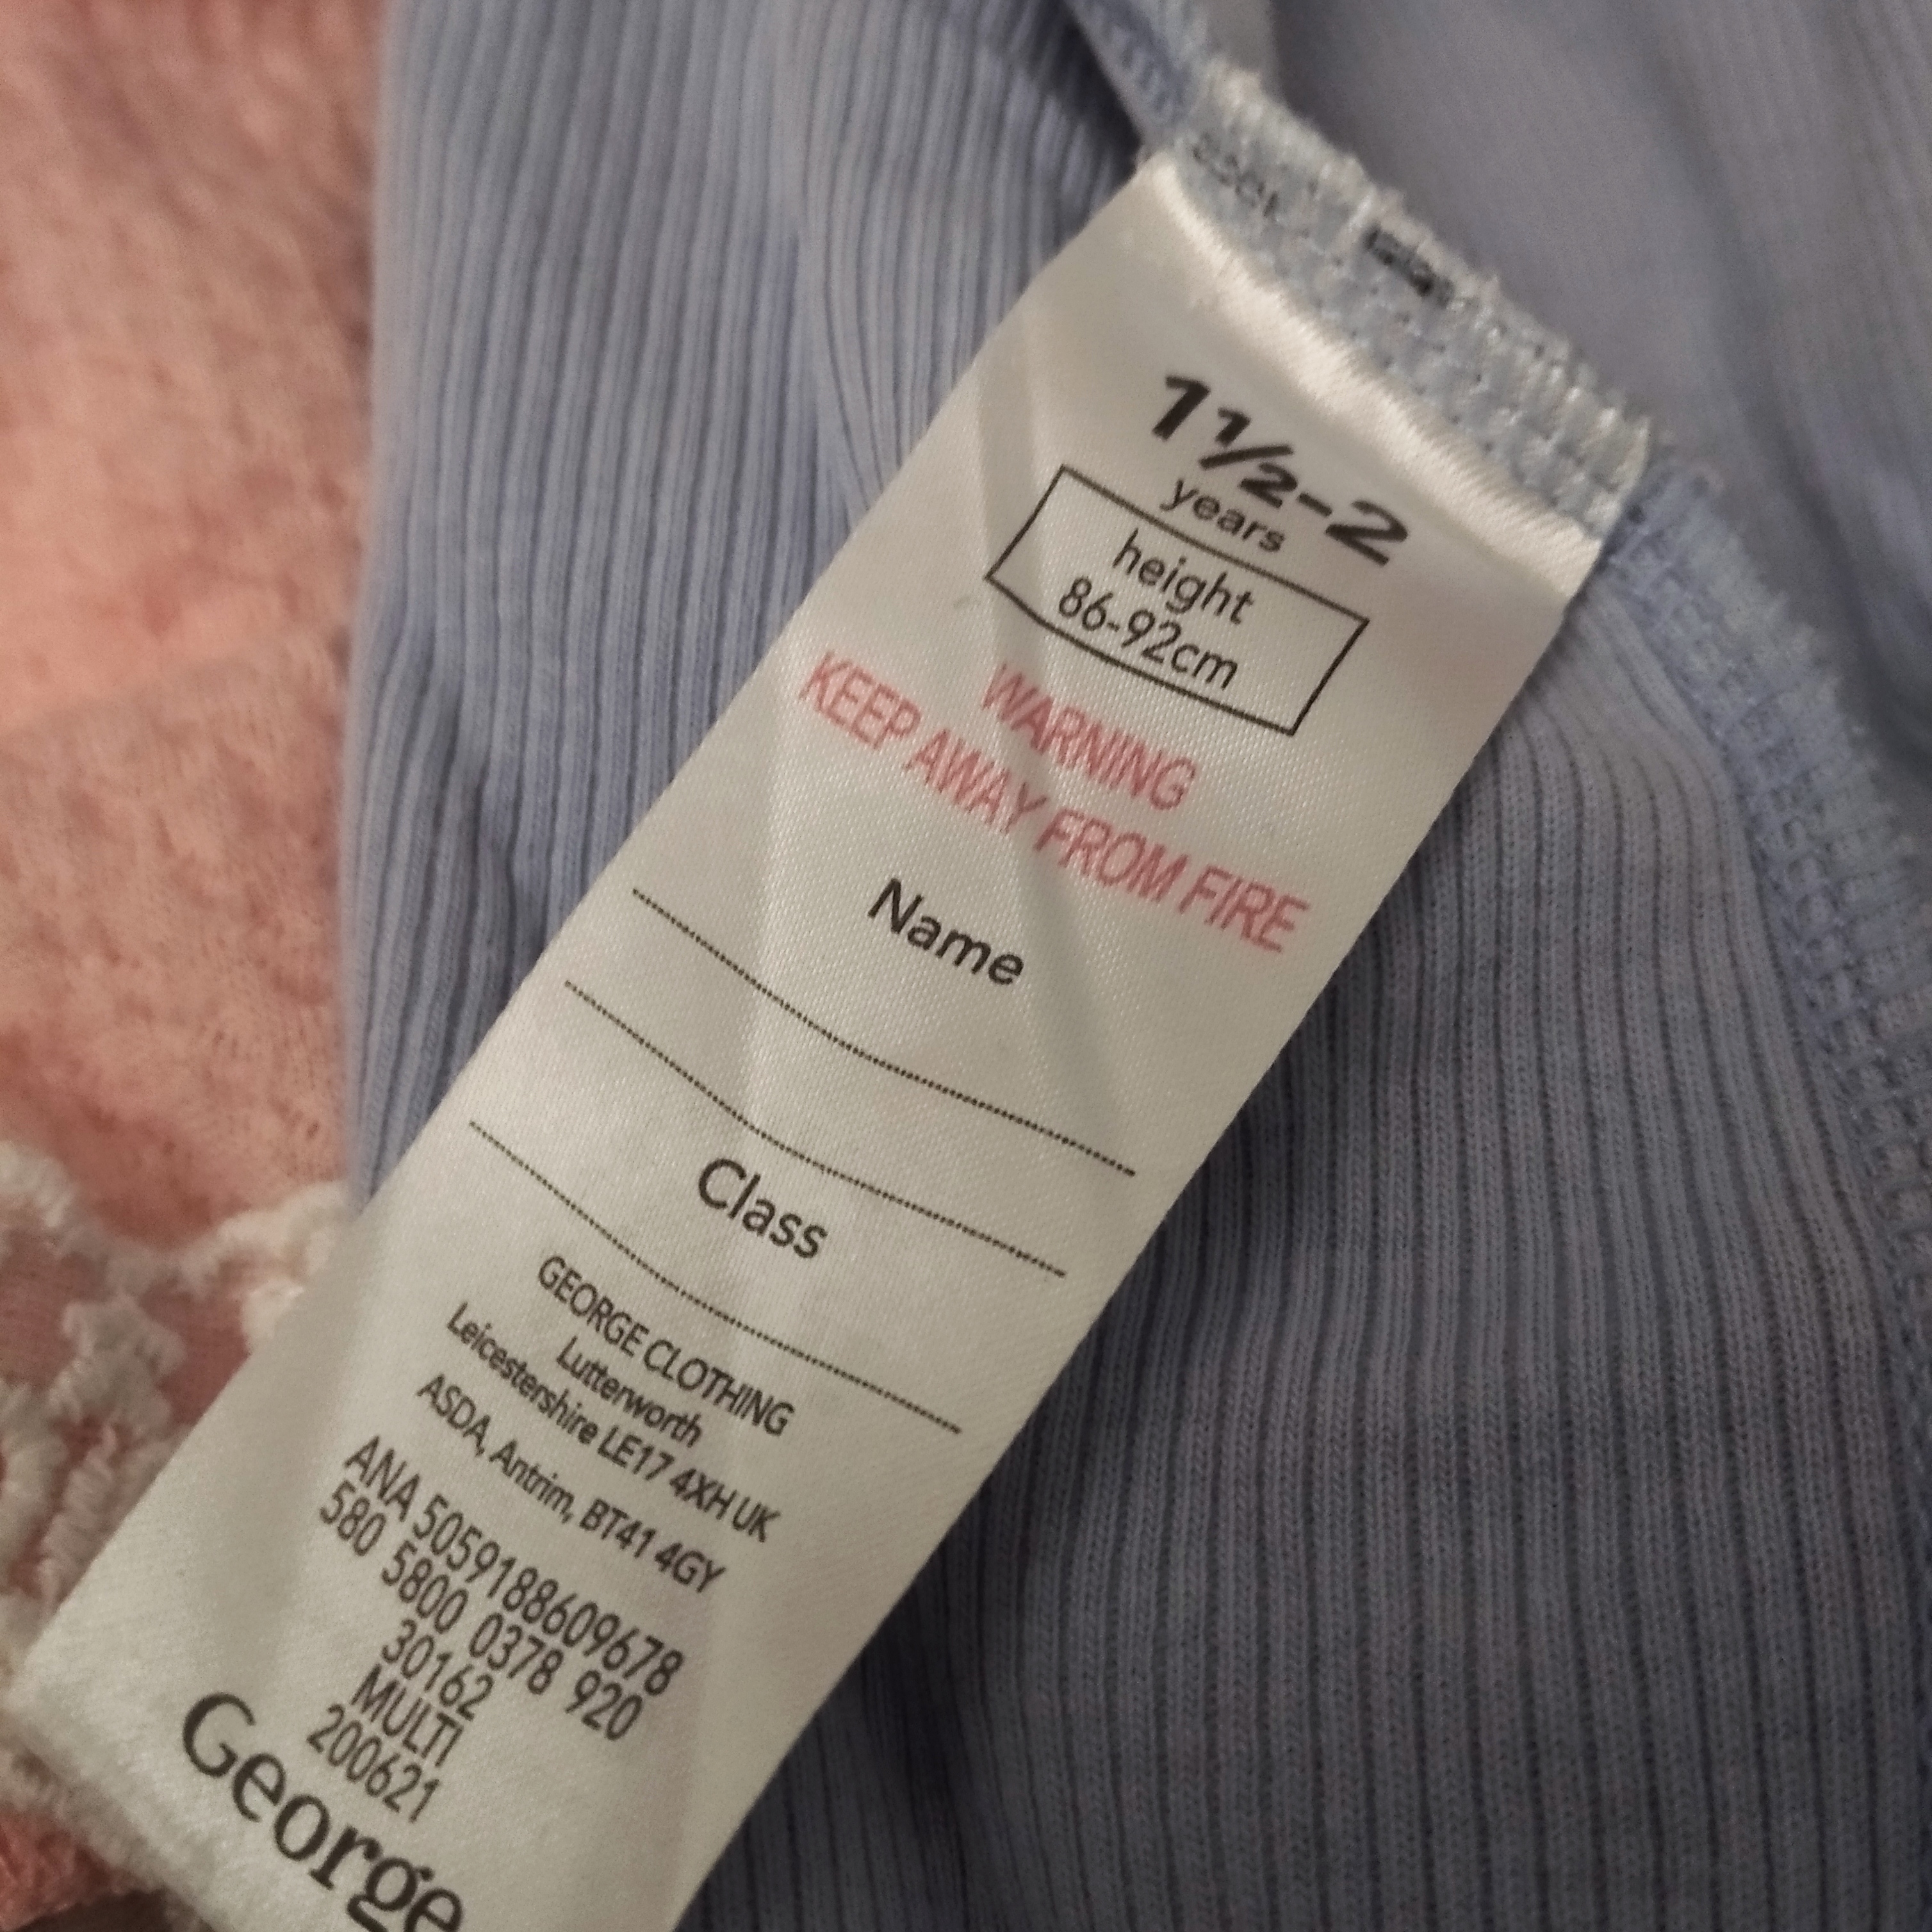 1½-2
years
height
86-92cm
WARNING
KEEP AWAY FROM FIRE
Name
Class
GEORGE CLOTHING
Lutterworth
Leicestershire LE17 4XH UK
ASDA, Antrim, BT41 4GY
ANA 5059188609678
580 5800 0378 920
30162
MULTI
200621
George